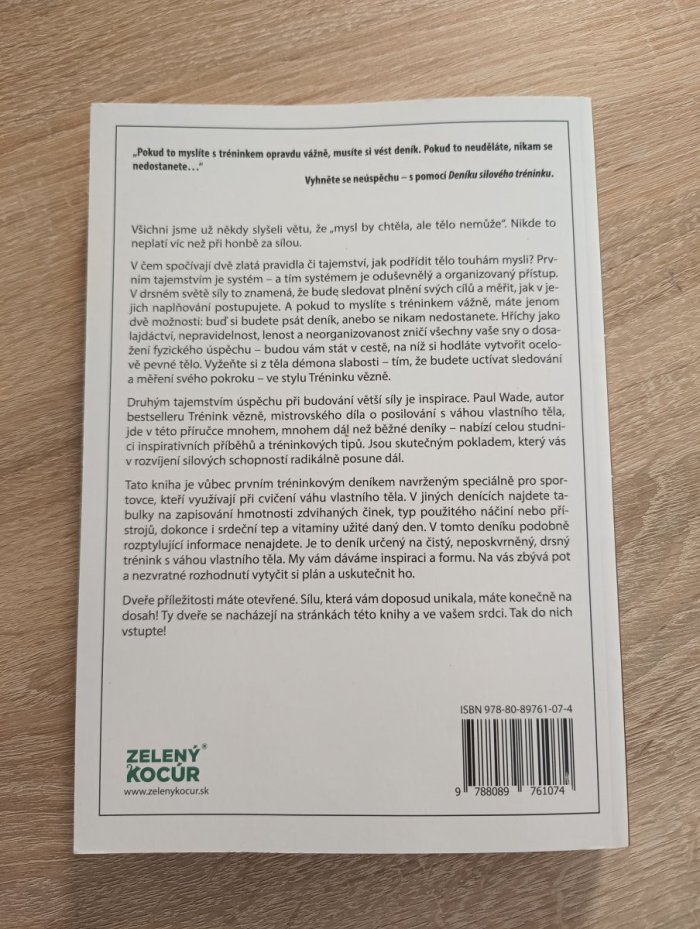 „Pokud to myslíte s tréninkem opravdu vážně, musíte si vést deník. Pokud to neuděláte, nikam se
nedostanete…“
Vyhněte se neúspěchu – s pomocí Deníku silového tréninku.
Všichni jsme už někdy slyšeli větu, že „mysl by chtěla, ale tělo nemůže“. Nikde to
neplatí víc než při honbě za sílou.
V čem spočívají dvě zlatá pravidla či tajemství, jak podřídit tělo touhám mysli? Prv-
ním tajemstvím je systém – a tím systémem je oduševnělý a organizovaný přístup.
V drsném světě síly to znamená, že budę sledovat plnění svých cílů a měřit, jak v je-
jich naplňování postupujete. A pokud to myslíte s tréninkem vážně, máte jenom
dvě možnosti: buď si budete psát deník, anebo se nikam nedostanete. Hříchy jako
lajdáctví, nepravidelnost, lenost a neorganizovanost zničí všechny vaše sny o dosa-
žení fyzického úspěchu – budou vám stát v cestě, na níž si hodláte vytvořit ocelo-
vě pevné tělo. Vyžeňte si z těla démona slabosti – tím, že budete uctívat sledování
a měření svého pokroku – ve stylu Tréninku vězně.
Druhým tajemstvím úspěchu při budování větší síly je inspirace. Paul Wade, autor
bestselleru Trénink vězně, mistrovského díla o posilování s váhou vlastního těla,
jde v této příručce mnohem, mnohem dál než běžné deníky – nabízí celou studni-
ci inspirativních příběhů a tréninkových tipů. Jsou skutečným pokladem, který vás
v rozvíjení silových schopností radikálně posune dál.
Tato kniha je vůbec prvním tréninkovým deníkem navrženým speciálně pro spor-
tovce, kteří využívají při cvičení váhu vlastního těla. V jiných denících najdete ta-
bulky na zapisování hmotnosti zdvihaných činek, typ použitého náčiní nebo pří-
strojů, dokonce i srdeční tep a vitaminy užité daný den. V tomto deníku podobně
rozptylující informace nenajdete. Je to deník určený na čistý, neposkvrněný, drsný
trénink s váhou vlastního těla. My vám dáváme inspiraci a formu. Na vás zbývá pot
a nezvratné rozhodnutí vytyčit si plán a uskutečnit ho.
Dveře příležitosti máte otevřené. Sílu, která vám doposud unikala, máte konečně na
dosah! Ty dveře se nacházejí na stránkách této knihy a ve vašem srdci. Tak do nich
vstupte!
ISBN 978-80-89761-07-4
ZELENÝ®
KOCÚR
www.zelenykocur.sk
9 788089 761074